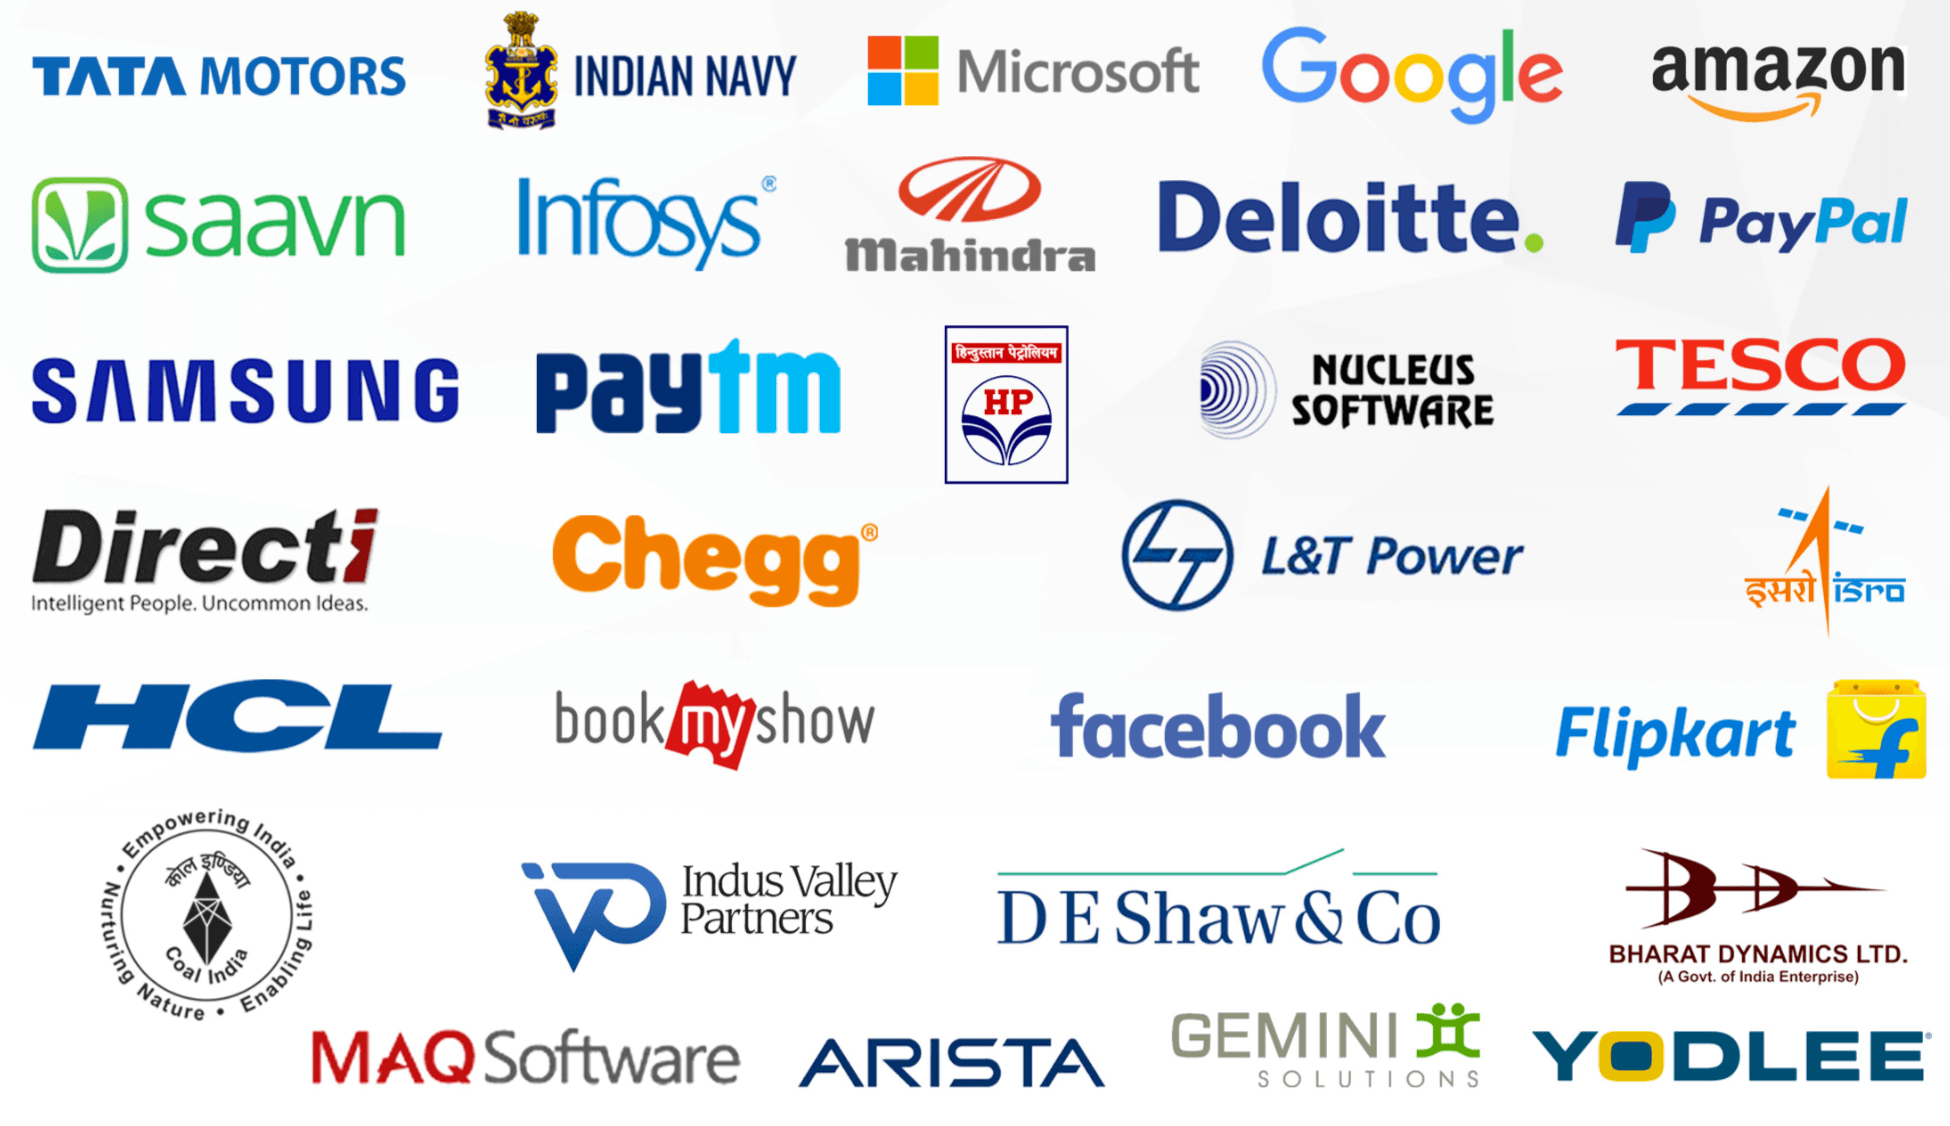 TATA MOTORS
INDIAN NAVY
Microsoft
Google
amazon
saavn
Infosys®
Mahindra
Deloitte.
PayPal
SAMSUNG
paytm
हिन्दुस्तान पेट्रोलियम
HP
NUCLEUS
SOFTWARE
TESCO
Directi
Intelligent People. Uncommon Ideas.
Chegg®
LT
L&T Power
इसरो isro
HCL
bookmyshow
facebook
Flipkart
f
• Empowering India • Enabling Life • Nurturing Nature
कोल इण्डिया
Coal India
Indus Valley
Partners
D E Shaw & Co
BD
BHARAT DYNAMICS LTD.
(A Govt. of India Enterprise)
MAQ Software
ARISTA
GEMINI
SOLUTIONS
YODLEE®